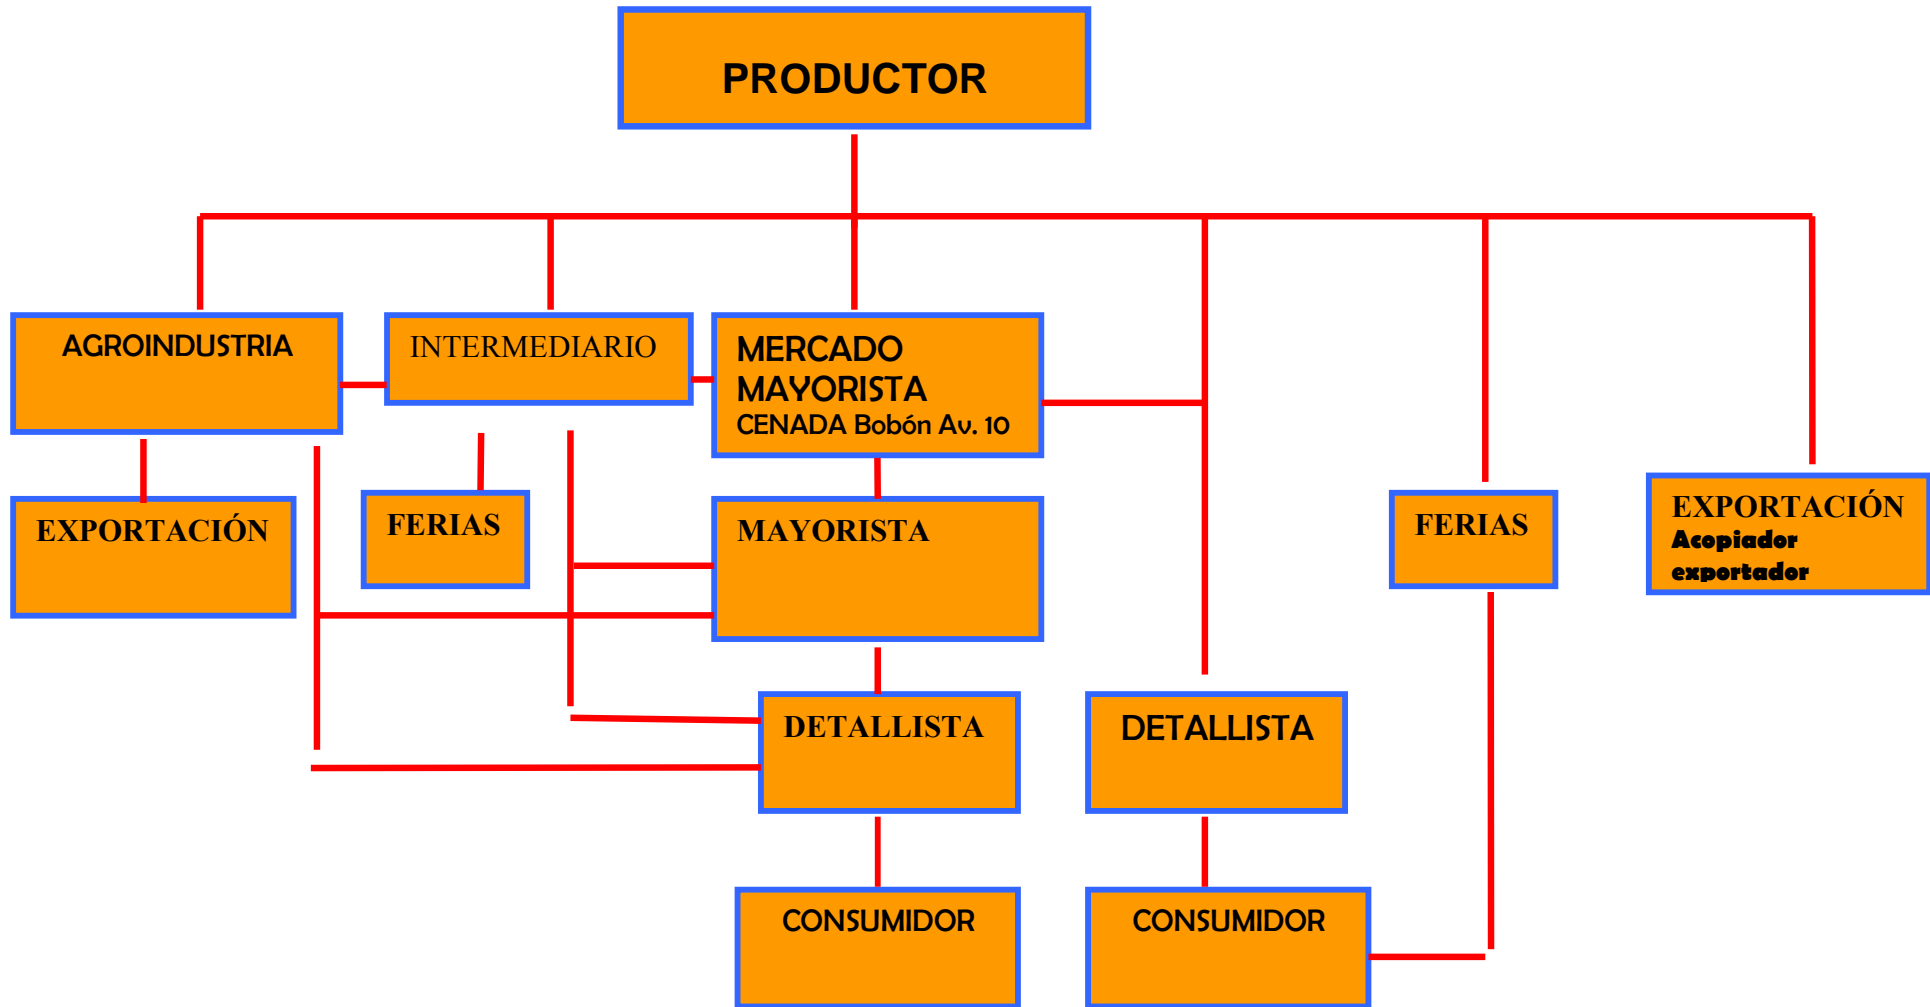 PRODUCTOR
AGROINDUSTRIA
INTERMEDIARIO
MERCADO
MAYORISTA
CENADA Bobón Av. 10
EXPORTACIÓN
FERIAS
MAYORISTA
FERIAS
EXPORTACIÓN
Acopiador
exportador
DETALLISTA
DETALLISTA
CONSUMIDOR
CONSUMIDOR